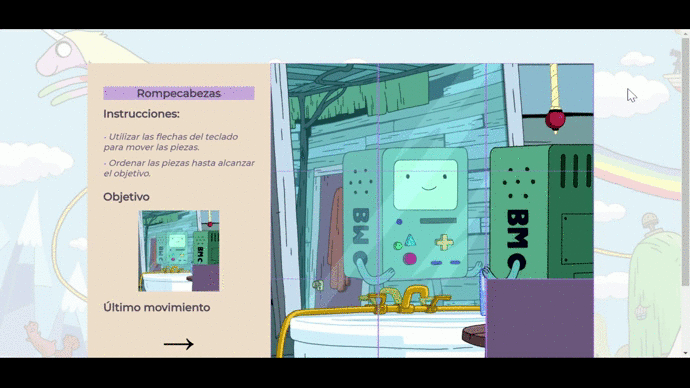 Rompecabezas
Instrucciones:
- Utilizar las flechas del teclado
para mover las piezas.
- Ordenar las piezas hasta alcanzar
el objetivo.
Objetivo
Último movimiento
BMO
BMO